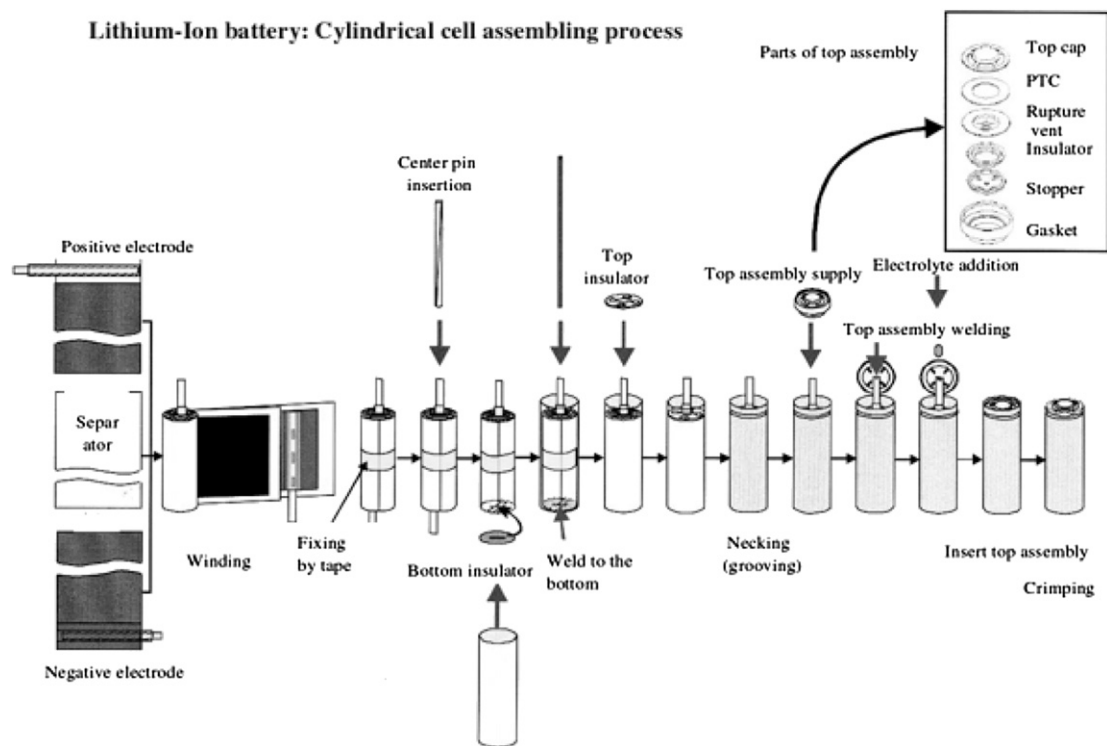 Lithium-Ion battery: Cylindrical cell assembling process
Parts of top assembly
Top cap
PTC
Rupture
vent
Insulator
Stopper
Gasket
Center pin
insertion
Positive electrode
Top
insulator
Top assembly supply
Electrolyte addition
Top assembly welding
Separ
ator
Winding
Fixing
by tape
Bottom insulator
Weld to the
bottom
Necking
(grooving)
Insert top assembly
Crimping
Negative electrode